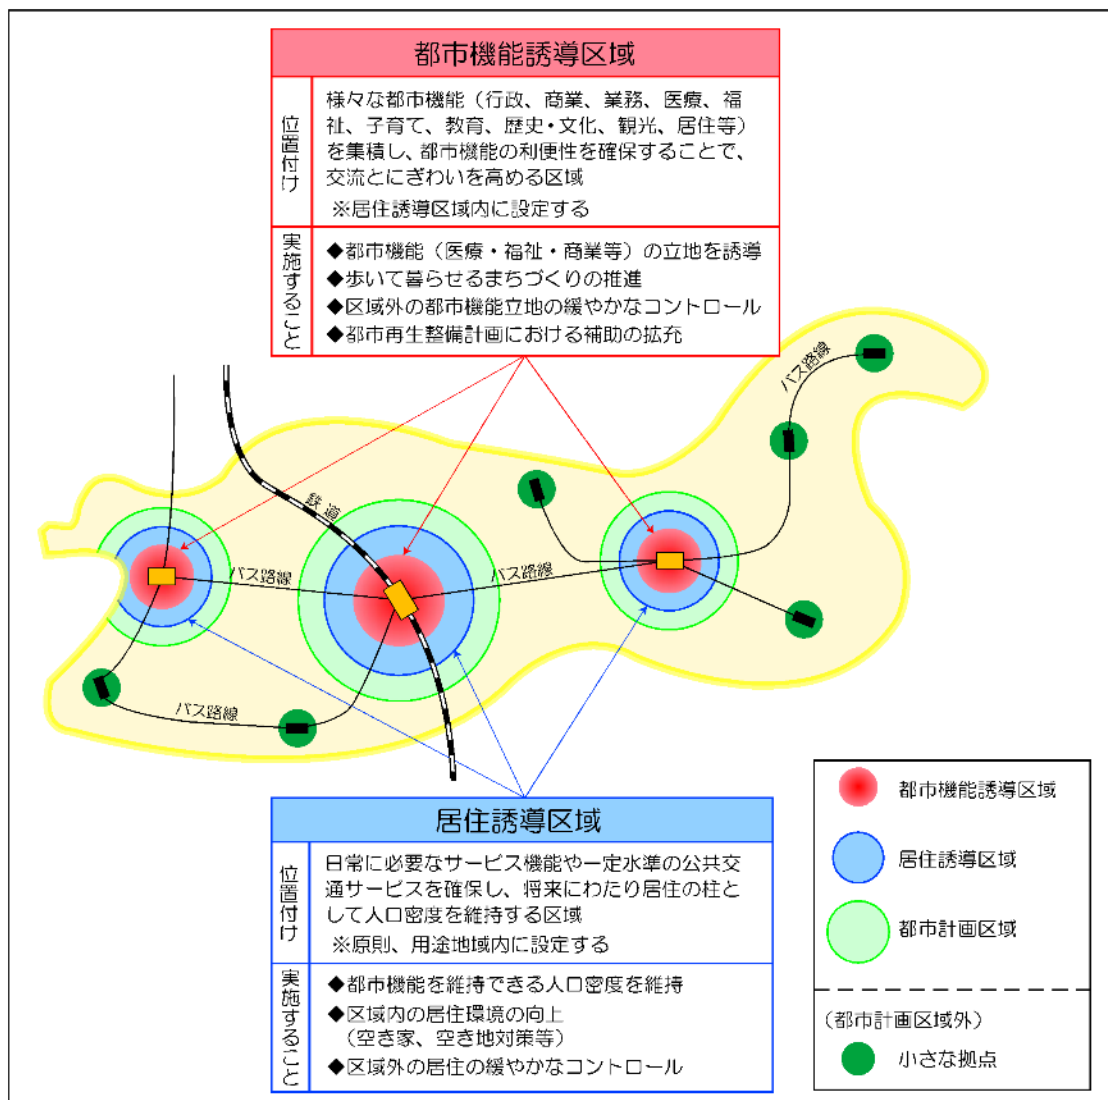 都市機能誘導区域
位置付け
様々な都市機能（行政、商業、業務、医療、福
祉、子育て、教育、歴史・文化、観光、居住等）
を集積し、都市機能の利便性を確保することで、
交流とにぎわいを高める区域
※居住誘導区域内に設定する
実施すること
◆都市機能（医療・福祉・商業等）の立地を誘導
◆歩いて暮らせるまちづくりの推進
◆区域外の都市機能立地の緩やかなコントロール
◆都市再生整備計画における補助の拡充
バス路線
鉄道
バス路線
バス路線
バス路線
居住誘導区域
位置付け
日常に必要なサービス機能や一定水準の公共交
通サービスを確保し、将来にわたり居住の柱と
して人口密度を維持する区域
※原則、用途地域内に設定する
実施すること
◆都市機能を維持できる人口密度を維持
◆区域内の居住環境の向上
（空き家、空き地対策等）
◆区域外の居住の緩やかなコントロール
都市機能誘導区域
居住誘導区域
都市計画区域
（都市計画区域外）
小さな拠点